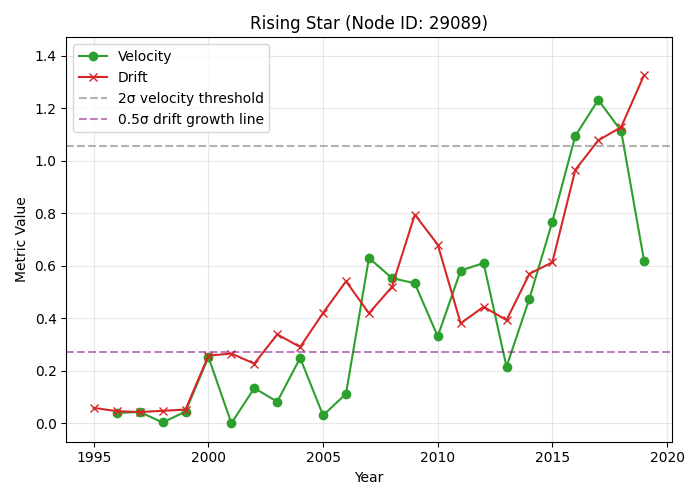 Rising Star (Node ID: 29089)
Velocity
Drift
2σ velocity threshold
0.5σ drift growth line
Metric Value
1.4
1.2
1.0
0.8
0.6
0.4
0.2
0.0
1995 2000 2005 2010 2015 2020
Year